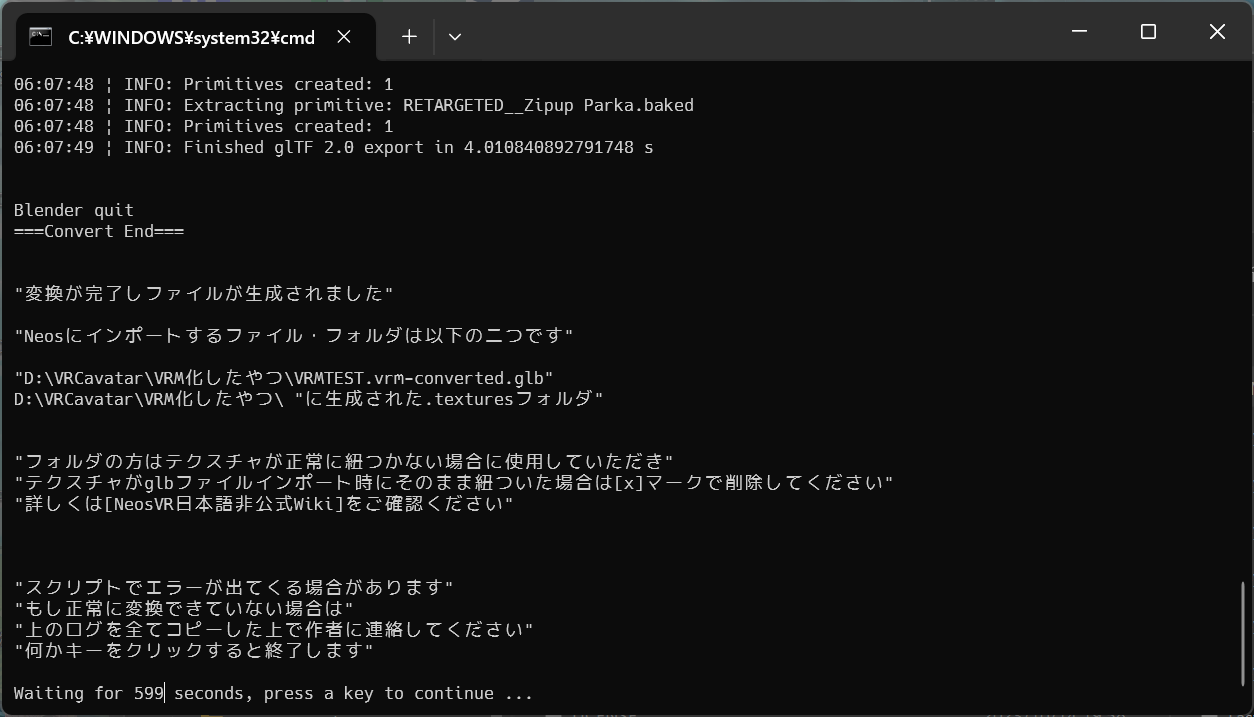 C:¥WINDOWS¥system32¥cmd
06:07:48 ¦ INFO: Primitives created: 1
06:07:48 ¦ INFO: Extracting primitive: RETARGETED__Zipup Parka.baked
06:07:48 ¦ INFO: Primitives created: 1
06:07:49 ¦ INFO: Finished glTF 2.0 export in 4.010840892791748 s
Blender quit
===Convert End===
"変換が完了しファイルが生成されました"
"Neosにインポートするファイル・フォルダは以下の二つです"
"D:\VRCavatar\VRM化したやつ\VRMTEST.vrm-converted.glb"
D:\VRCavatar\VRM化したやつ\ "に生成された.texturesフォルダ"
"フォルダの方はテクスチャが正常に紐つかない場合に使用していただき"
"テクスチャがglbファイルインポート時にそのまま紐ついた場合は[x]マークで削除してください"
"詳しくは[NeosVR日本語非公式Wiki]をご確認ください"
"スクリプトでエラーが出てくる場合があります"
"もし正常に変換できていない場合は"
"上のログを全てコピーした上で作者に連絡してください"
"何かキーをクリックすると終了します"
Waiting for 599 seconds, press a key to continue ...